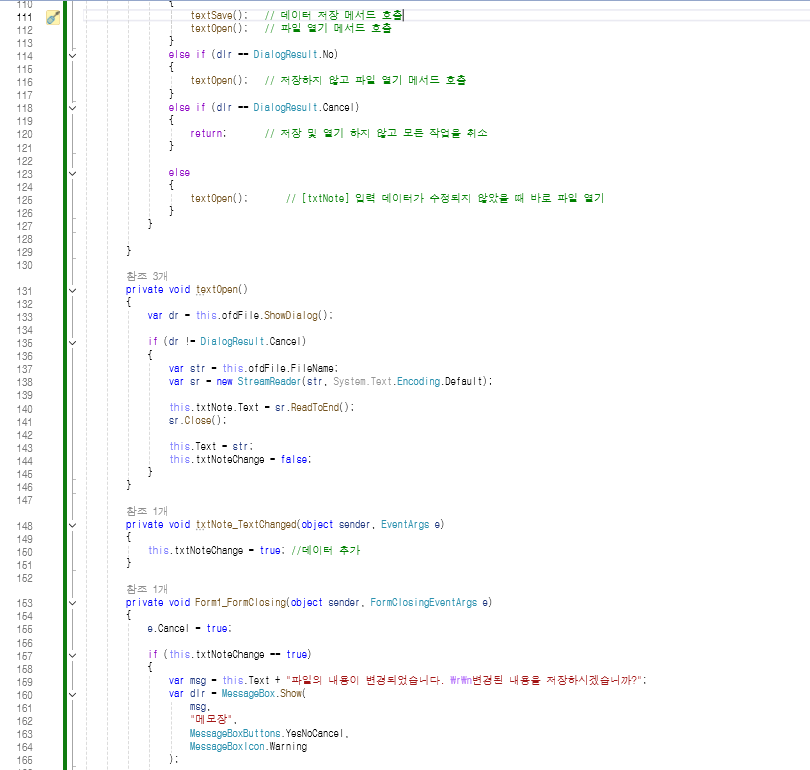 110 {
111 textSave(); // 데이터 저장 메서드 호출
112 textOpen(); // 파일 열기 메서드 호출
113 }
114 else if (dlr == DialogResult.No)
115 {
116 textOpen(); // 저장하지 않고 파일 열기 메서드 호출
117 }
118 else if (dlr == DialogResult.Cancel)
119 {
120 return; // 저장 및 열기 하지 않고 모든 작업을 취소
121 }
122
123 else
124 {
125 textOpen(); // [txtNote] 입력 데이터가 수정되지 않았을 때 바로 파일 열기
126 }
127 }
128
129 }
130
참조 3개
131 private void textOpen()
132 {
133 var dr = this.ofdFile.ShowDialog();
134
135 if (dr != DialogResult.Cancel)
136 {
137 var str = this.ofdFile.FileName;
138 var sr = new StreamReader(str, System.Text.Encoding.Default);
139
140 this.txtNote.Text = sr.ReadToEnd();
141 sr.Close();
142
143 this.Text = str;
144 this.txtNoteChange = false;
145 }
146 }
147
참조 1개
148 private void txtNote_TextChanged(object sender, EventArgs e)
149 {
150 this.txtNoteChange = true; //데이터 추가
151 }
152
참조 1개
153 private void Form1_FormClosing(object sender, FormClosingEventArgs e)
154 {
155 e.Cancel = true;
156
157 if (this.txtNoteChange == true)
158 {
159 var msg = this.Text + "파일의 내용이 변경되었습니다. ₩r₩n변경된 내용을 저장하시겠습니까?";
160 var dlr = MessageBox.Show(
161 msg,
162 "메모장",
163 MessageBoxButtons.YesNoCancel,
164 MessageBoxIcon.Warning
165 );